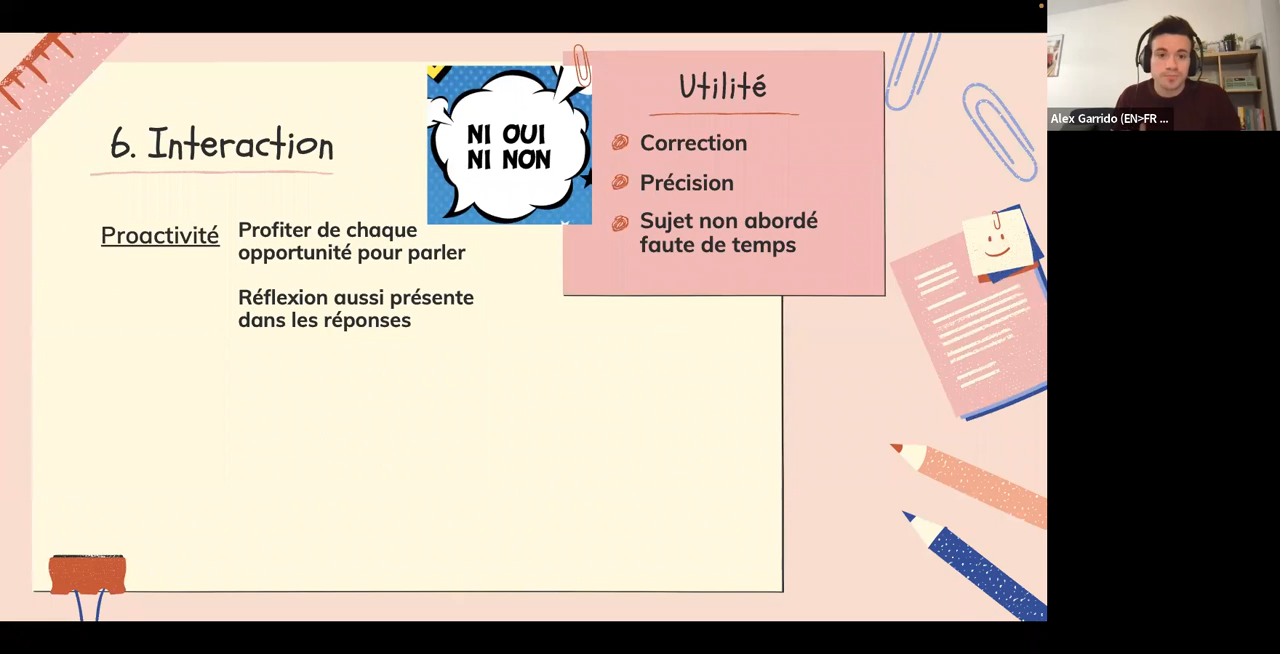 6. Interaction
NI OUI
NI NON
Utilité
Correction
Précision
Sujet non abordé
faute de temps
Proactivité
Profiter de chaque
opportunité pour parler
Réflexion aussi présente
dans les réponses
Alex Garrido (EN>FR ...